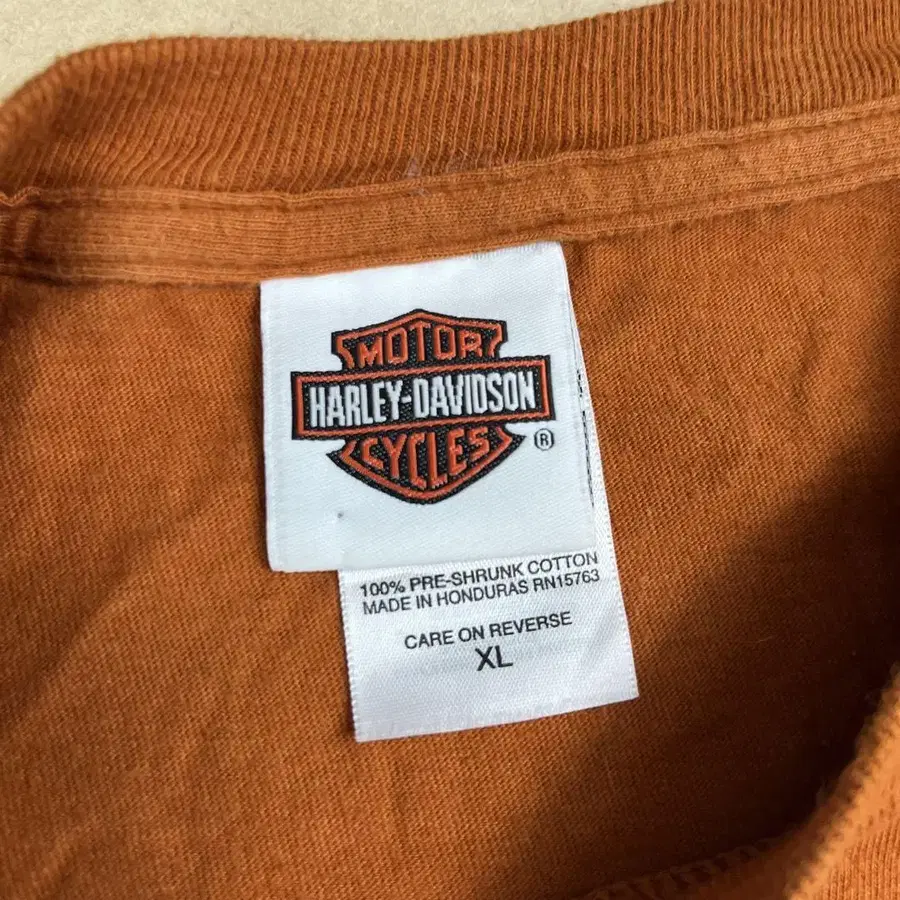 MOTOR
HARLEY-DAVIDSON
CYCLES
®
100% PRE-SHRUNK COTTON
MADE IN HONDURAS RN15763
CARE ON REVERSE
XL